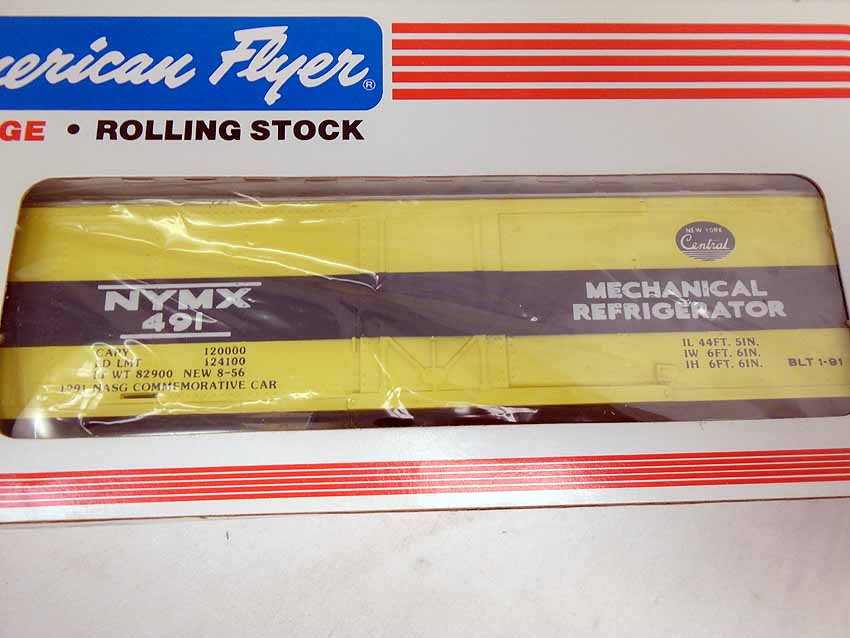 merican Flyer®
GE • ROLLING STOCK
NEW YORK
Central
NYMX
491
MECHANICAL
REFRIGERATOR
CAPY 120000
LD LMT 124100
LT WT 82900 NEW 8-56
1991 NASG COMMEMORATIVE CAR
IL 44FT. 5IN.
IW 6FT. 6IN.
IH 6FT. 6IN.
BLT 1-91